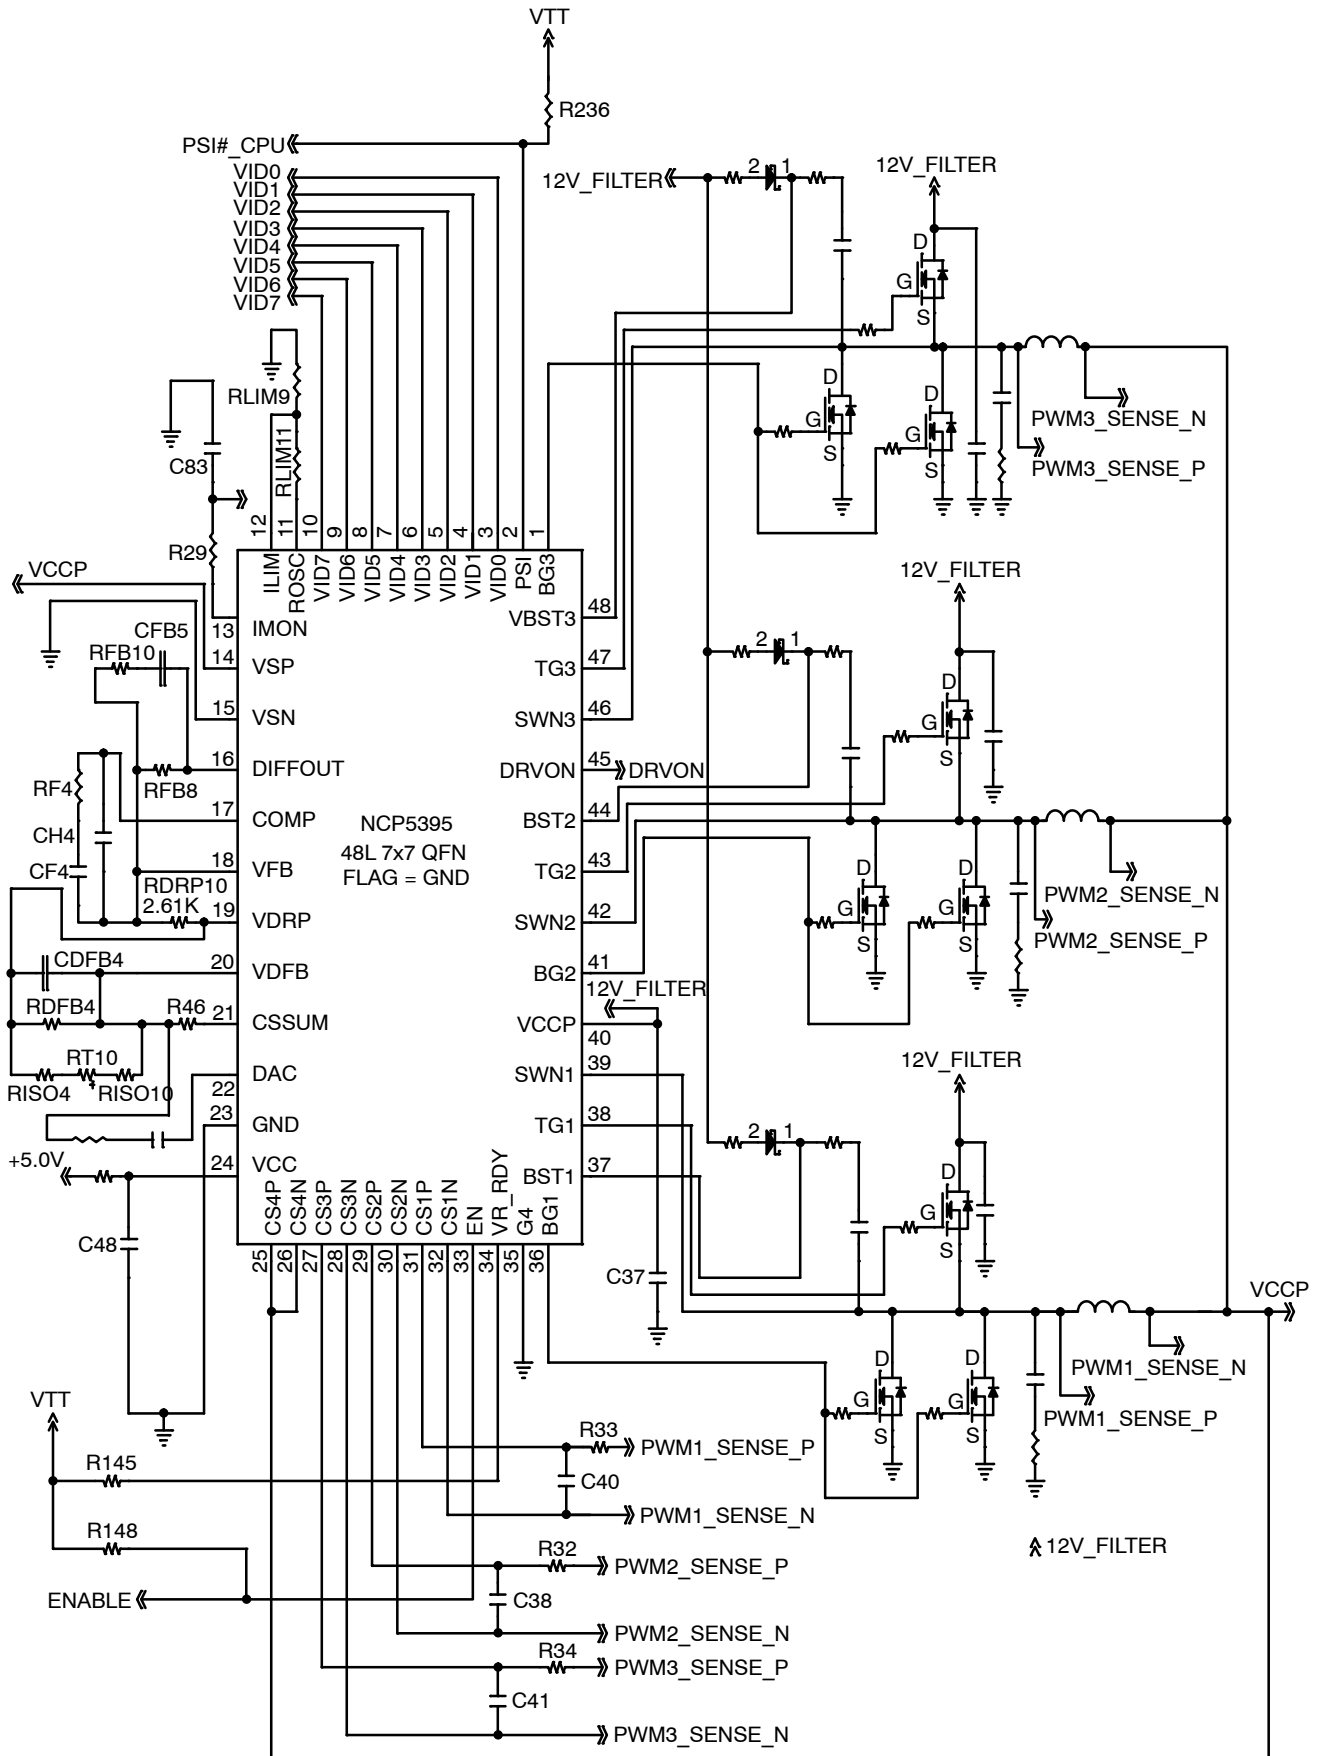 VTT
R236
PSI#_CPU
VID0
VID1
VID2
VID3
VID4
VID5
VID6
VID7
12V_FILTER
2 1
12V_FILTER
D
G
S
RLIM9
RLIM11
C83
R29
VCCP
D
G
S
D
G
S
PWM3_SENSE_N
PWM3_SENSE_P
12 11 10 9 8 7 6 5 4 3 2 1
ILIM ROSC VID7 VID6 VID5 VID4 VID3 VID2 VID1 VID0 PSI BG3
13 IMON
14 VSP
15 VSN
16 DIFFOUT
17 COMP
18 VFB
19 VDRP
20 VDFB
21 CSSUM
22 DAC
23 GND
24 VCC
NCP5395
48L 7x7 QFN
FLAG = GND
VBST3 48
TG3 47
SWN3 46
DRVON 45 DRVON
BST2 44
TG2 43
SWN2 42
BG2 41
VCCP 40
SWN1 39
TG1 38
BST1 37
CS4P CS4N CS3P CS3N CS2P CS2N CS1P CS1N EN VR_RDY G4 BG1
25 26 27 28 29 30 31 32 33 34 35 36
CFB5
RFB10
RFB8
RF4
CH4
CF4
RDRP10
2.61K
CDFB4
RDFB4
R46
RT10
RISO4
RISO10
+5.0V
C48
12V_FILTER
2 1
D
G
S
D
G
S
D
G
S
PWM2_SENSE_N
PWM2_SENSE_P
12V_FILTER
12V_FILTER
2 1
D
G
S
C37
VCCP
D
G
S
D
G
S
PWM1_SENSE_N
PWM1_SENSE_P
12V_FILTER
VTT
R145
R148
ENABLE
R33
PWM1_SENSE_P
C40
PWM1_SENSE_N
R32
PWM2_SENSE_P
C38
PWM2_SENSE_N
R34
PWM3_SENSE_P
C41
PWM3_SENSE_N